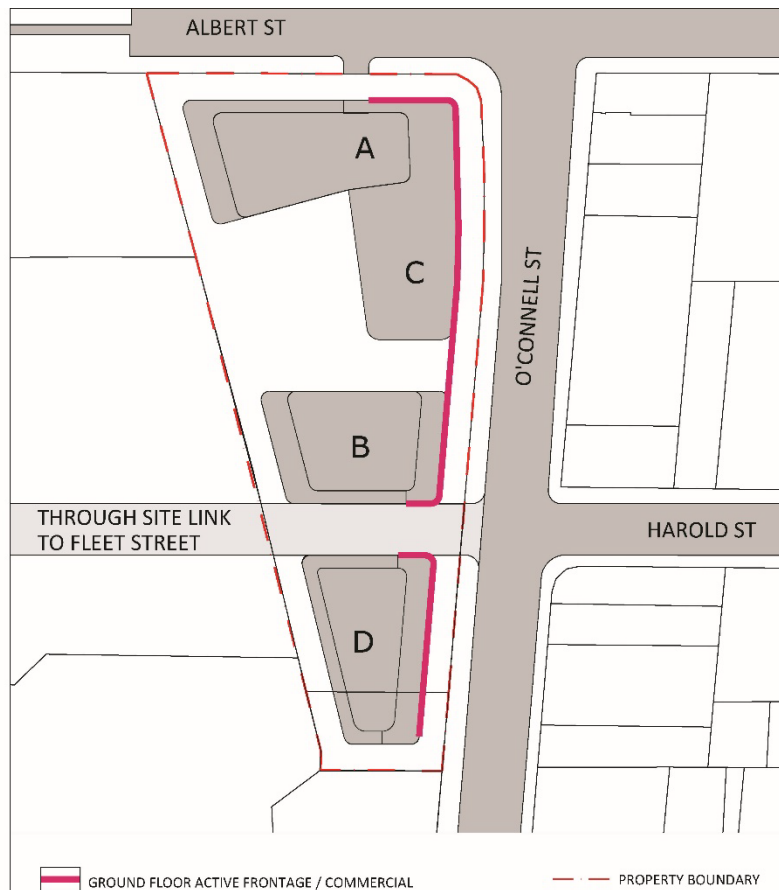 ALBERT ST
A
C
O'CONNELL ST
B
THROUGH SITE LINK
TO FLEET STREET
HAROLD ST
D
GROUND FLOOR ACTIVE FRONTAGE / COMMERCIAL
PROPERTY BOUNDARY